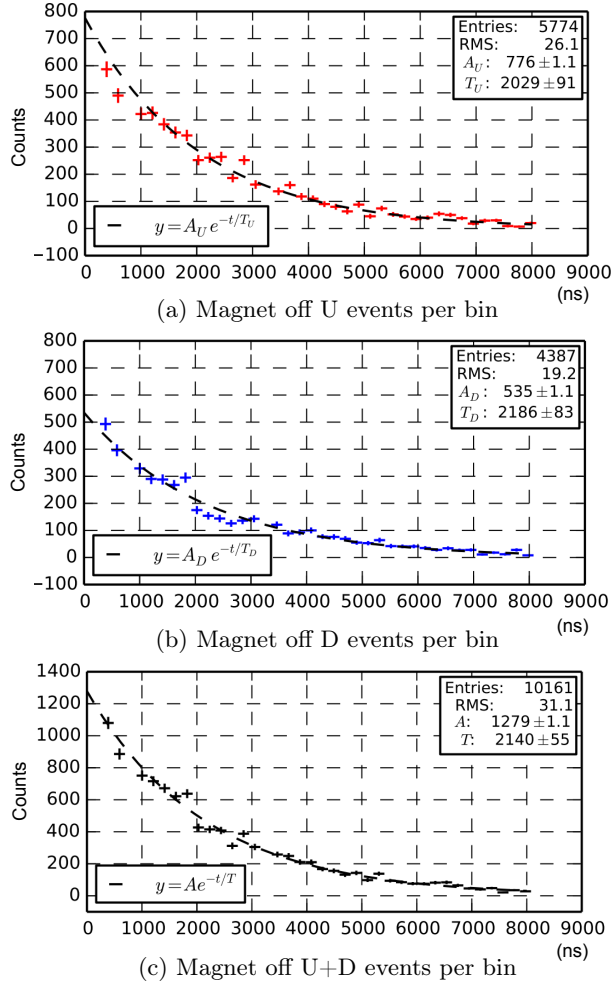 800
700
600
500
400
300
200
100
0
−100
Counts
Entries: 5774
RMS: 26.1
A_U: 776 ±1.1
T_U: 2029 ±91
y = A_U e^{-t/T_U}
0 1000 2000 3000 4000 5000 6000 7000 8000 9000
(ns)
(a) Magnet off U events per bin
800
700
600
500
400
300
200
100
0
−100
Counts
Entries: 4387
RMS: 19.2
A_D: 535 ±1.1
T_D: 2186 ±83
y = A_D e^{-t/T_D}
0 1000 2000 3000 4000 5000 6000 7000 8000 9000
(ns)
(b) Magnet off D events per bin
1400
1200
1000
800
600
400
200
0
Counts
Entries: 10161
RMS: 31.1
A: 1279 ±1.1
T: 2140 ±55
y = Ae^{-t/T}
0 1000 2000 3000 4000 5000 6000 7000 8000 9000
(ns)
(c) Magnet off U+D events per bin